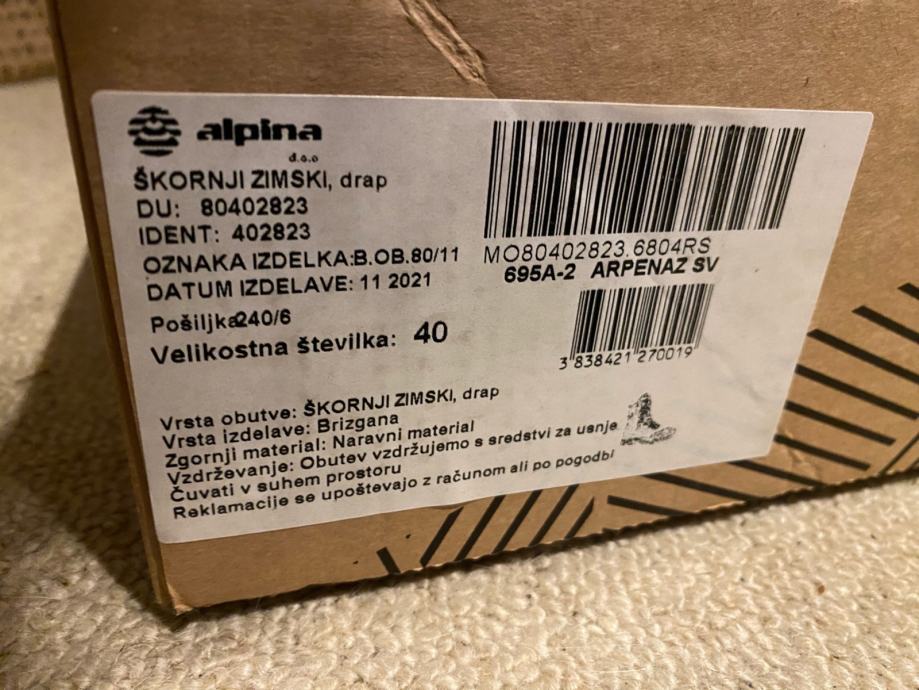 alpina
d.o.o
ŠKORNJI ZIMSKI, drap
DU: 80402823
IDENT: 402823
OZNAKA IZDELKA:B.OB.80/11
DATUM IZDELAVE: 11 2021
Pošiljka240/6
Velikostna številka: 40
MO80402823.6804RS
695A-2 ARPENAZ SV
3 838421 270019
Vrsta obutve: ŠKORNJI ZIMSKI, drap
Vrsta izdelave: Brizgana
Zgornji material: Naravni material
Vzdrževanje: Obutev vzdržujemo s sredstvi za usnje
Čuvati v suhem prostoru
Reklamacije se upoštevajo z računom ali po pogodbi